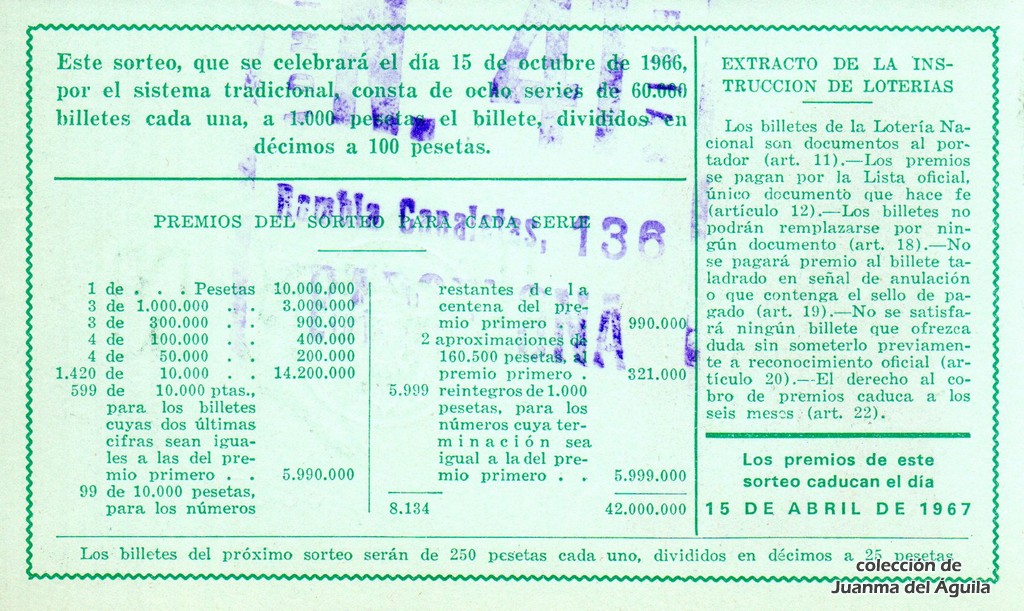 Este sorteo, que se celebrará el día 15 de octubre de 1966,
por el sistema tradicional, consta de ocho series de 60.000
billetes cada una, a 1.000 pesetas el billete, divididos en
décimos a 100 pesetas.
Rambla Canaletas, 136
PREMIOS DEL SORTEO PARA CADA SERIE
1 de . . . Pesetas 10.000.000
3 de 1.000.000 . . 3.000.000
3 de 300.000 . . 900.000
4 de 100.000 . . 400.000
4 de 50.000 . . 200.000
1.420 de 10.000 . . 14.200.000
599 de 10.000 ptas.,
para los billetes
cuyas dos últimas
cifras sean igua-
les a las del pre-
mio primero . . 5.990.000
99 de 10.000 pesetas,
para los números
restantes de la
centena del pre-
mio primero . 990.000
2 aproximaciones de
160.500 pesetas, al
premio primero . 321.000
5.999 reintegros de 1.000
pesetas, para los
números cuya ter-
minación sea
igual a la del pre-
mio primero . . 5.999.000
8.134 42.000.000
EXTRACTO DE LA INS-
TRUCCION DE LOTERIAS
Los billetes de la Lotería Na-
cional son documentos al por-
tador (art. 11).—Los premios
se pagan por la Lista oficial,
único documento que hace fe
(artículo 12).—Los billetes no
podrán remplazarse por nin-
gún documento (art. 18).—No
se pagará premio al billete ta-
ladrado en señal de anulación
o que contenga el sello de pa-
gado (art. 19).—No se satisfa-
rá ningún billete que ofrezca
duda sin someterlo previamen-
te a reconocimiento oficial (ar-
tículo 20).—El derecho al co-
bro de premios caduca a los
seis meses (art. 22).
Los premios de este
sorteo caducan el día
15 DE ABRIL DE 1967
Los billetes del próximo sorteo serán de 250 pesetas cada uno, divididos en décimos a 25 pesetas
colección de
Juanma del Águila